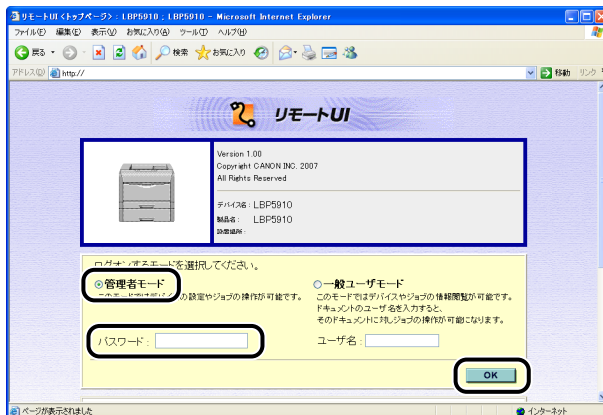 リモートUI <トップページ> : LBP5910 ; LBP5910 - Microsoft Internet Explorer
ファイル(F) 編集(E) 表示(V) お気に入り(A) ツール(T) ヘルプ(H)
戻る 検索 お気に入り
アドレス(D) http:// 移動 リンク
リモートUI
Version 1.00
Copyright CANON INC. 2007
All Rights Reserved
デバイス名 : LBP5910
製品名 : LBP5910
設置場所 :
ログオンするモードを選択してください。
管理者モード
このモードではデバイスの設定やジョブの操作が可能です。
パスワード :
一般ユーザモード
このモードではデバイスやジョブの情報閲覧が可能です。
ドキュメントのユーザ名を入力すると、
そのドキュメントに対しジョブの操作が可能になります。
ユーザ名 :
OK
ページが表示されました インターネット